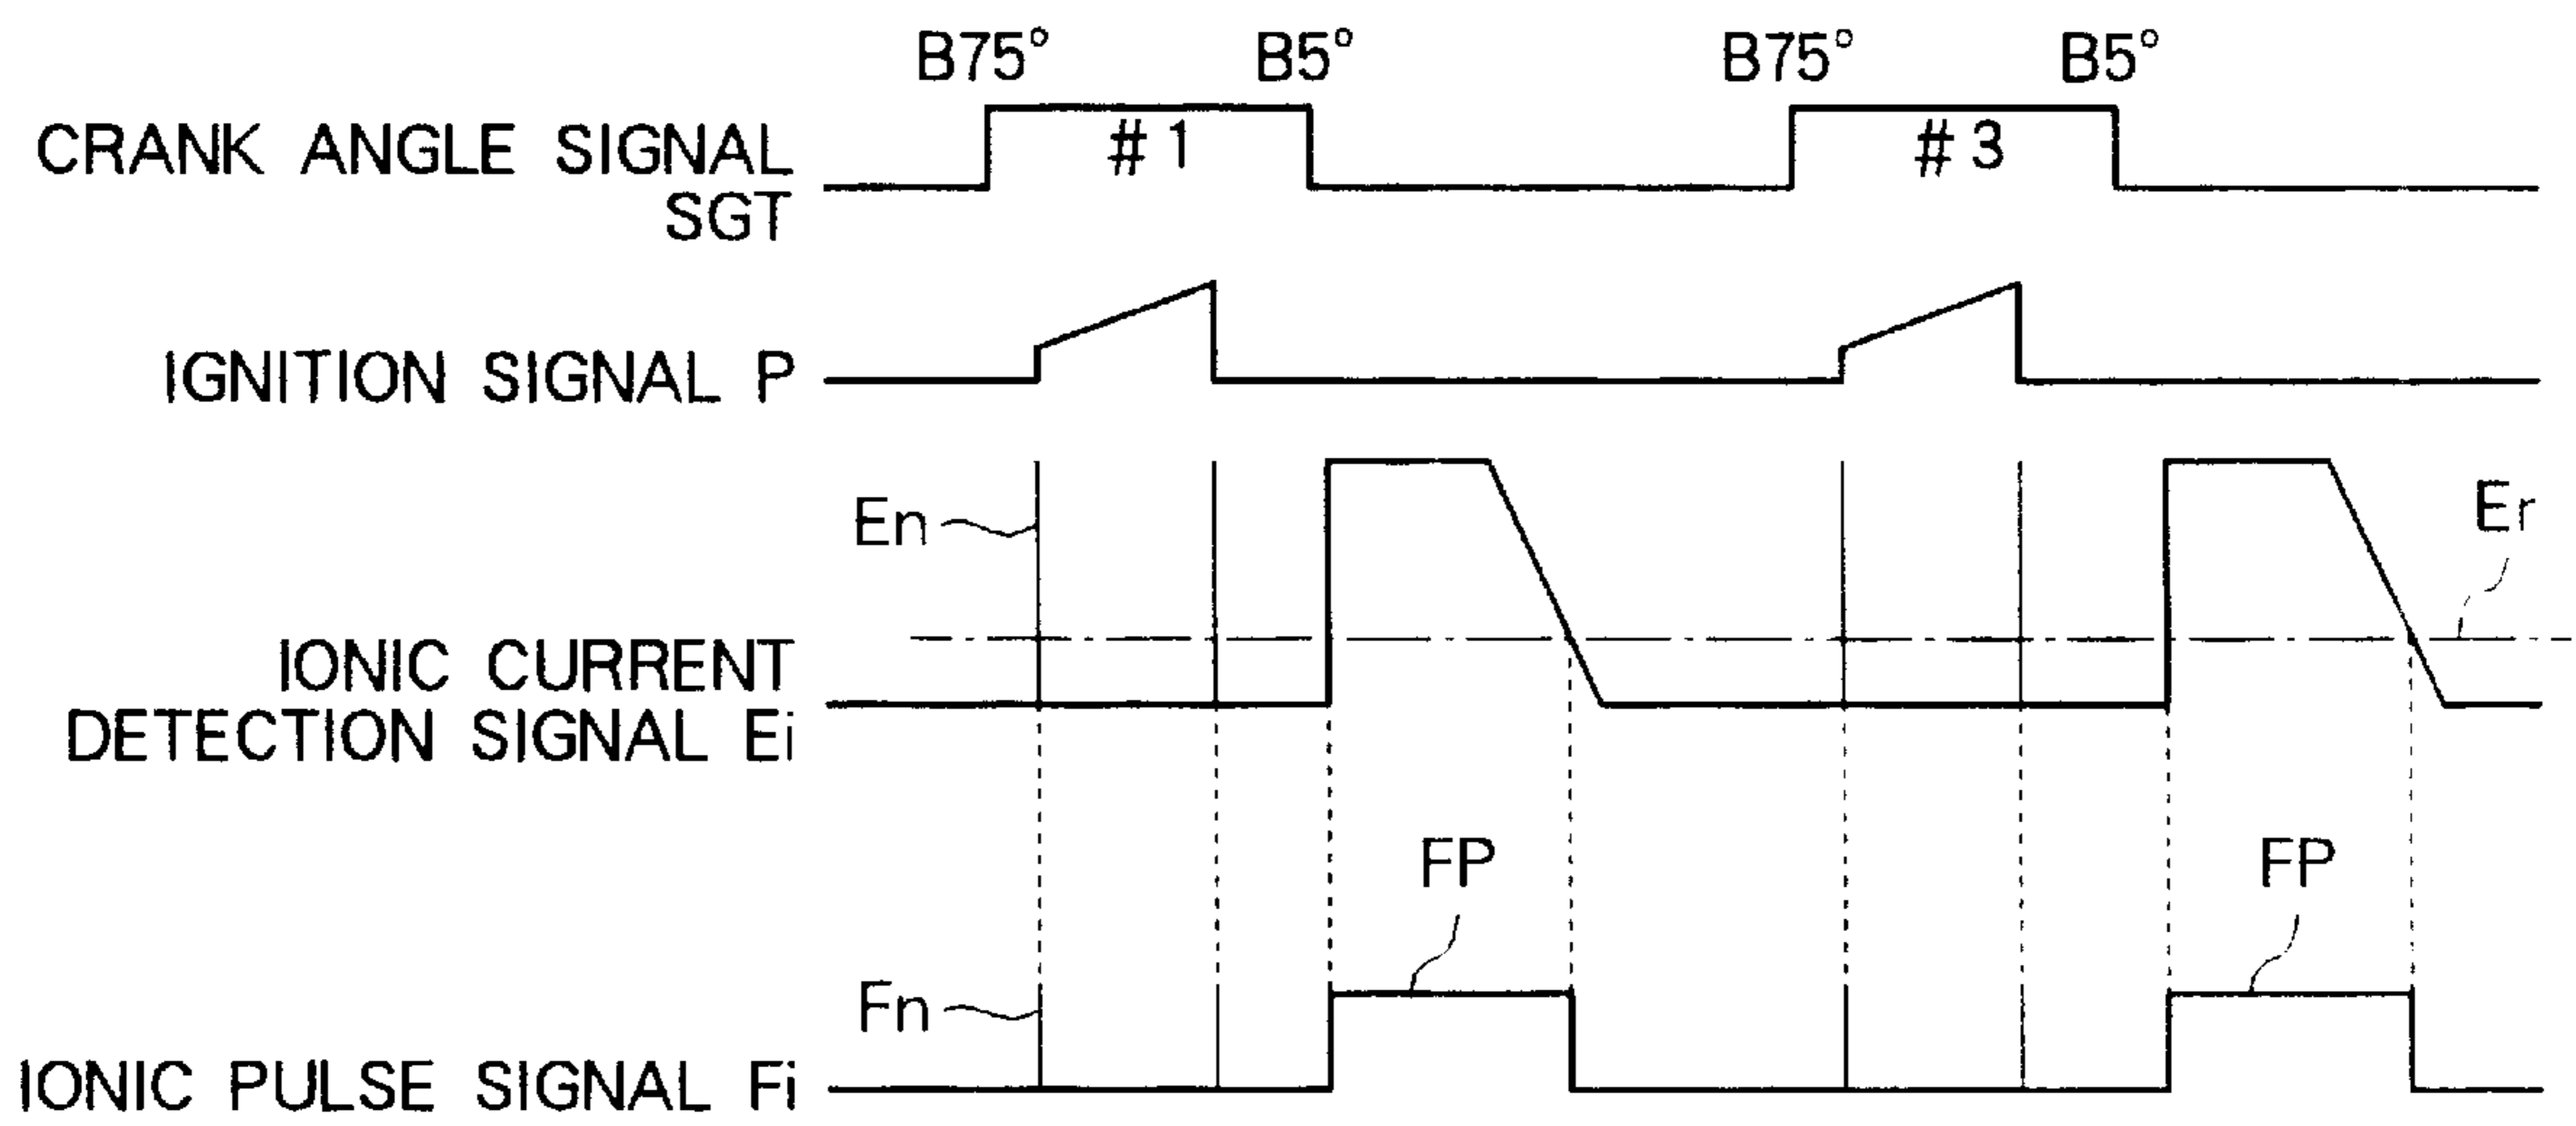 B75° B5° B75° B5°
CRANK ANGLE SIGNAL
SGT
#1 #3
IGNITION SIGNAL P
En
Er
IONIC CURRENT
DETECTION SIGNAL Ei
FP FP
Fn
IONIC PULSE SIGNAL Fi